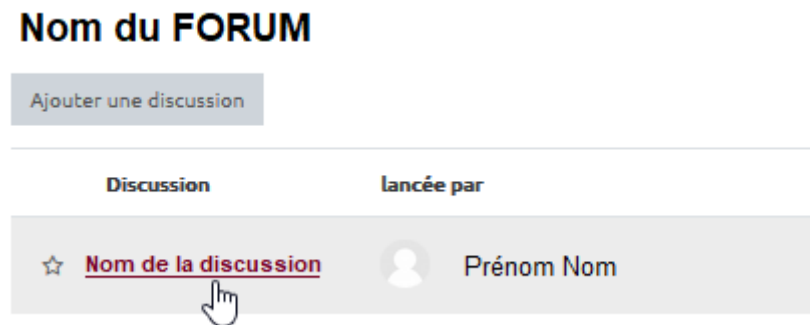 Nom du FORUM
Ajouter une discussion
Discussion lancée par
Nom de la discussion Prénom Nom